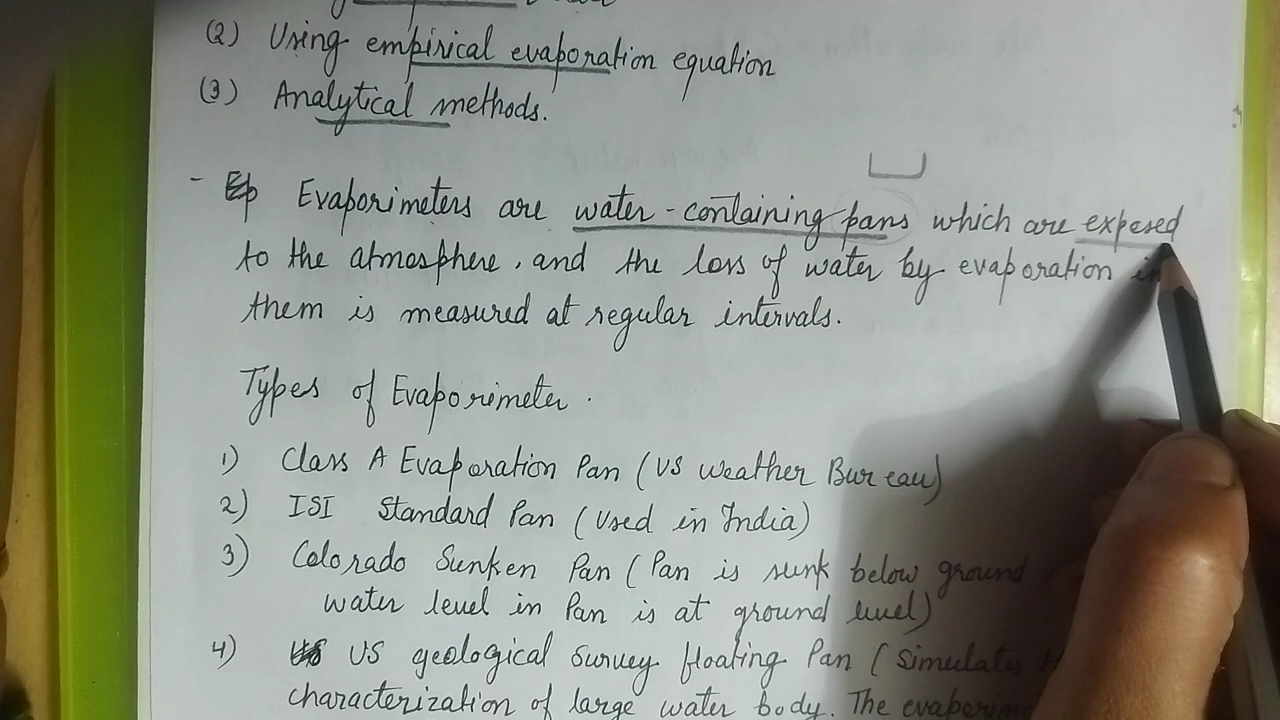 (2) Using empirical evaporation equation
(3) Analytical methods.
- Evaporimeters are water-containing pans which are exposed
to the atmosphere, and the loss of water by evaporation in
them is measured at regular intervals.
Types of Evaporimeter.
1) Class A Evaporation Pan (US Weather Bureau)
2) ISI Standard Pan (Used in India)
3) Colorado Sunken Pan (Pan is sunk below ground
water level in Pan is at ground level)
4) US geological Survey floating Pan (Simulates
characterization of large water body. The